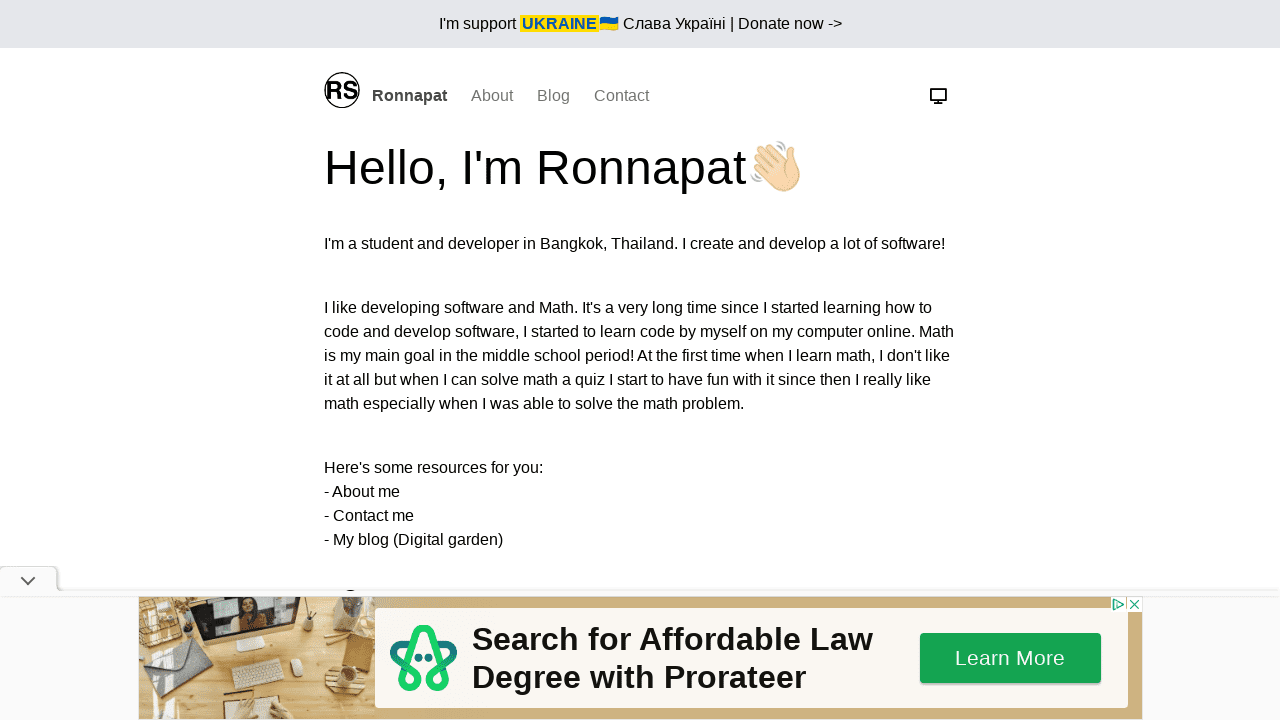 I'm support UKRAINE🇺🇦 Слава Україні | Donate now ->
RS Ronnapat About Blog Contact
Hello, I'm Ronnapat👋🏻
I'm a student and developer in Bangkok, Thailand. I create and develop a lot of software!
I like developing software and Math. It's a very long time since I started learning how to
code and develop software, I started to learn code by myself on my computer online. Math
is my main goal in the middle school period! At the first time when I learn math, I don't like
it at all but when I can solve math a quiz I start to have fun with it since then I really like
math especially when I was able to solve the math problem.
Here's some resources for you:
- About me
- Contact me
- My blog (Digital garden)
Search for Affordable Law
Degree with Prorateer
Learn More